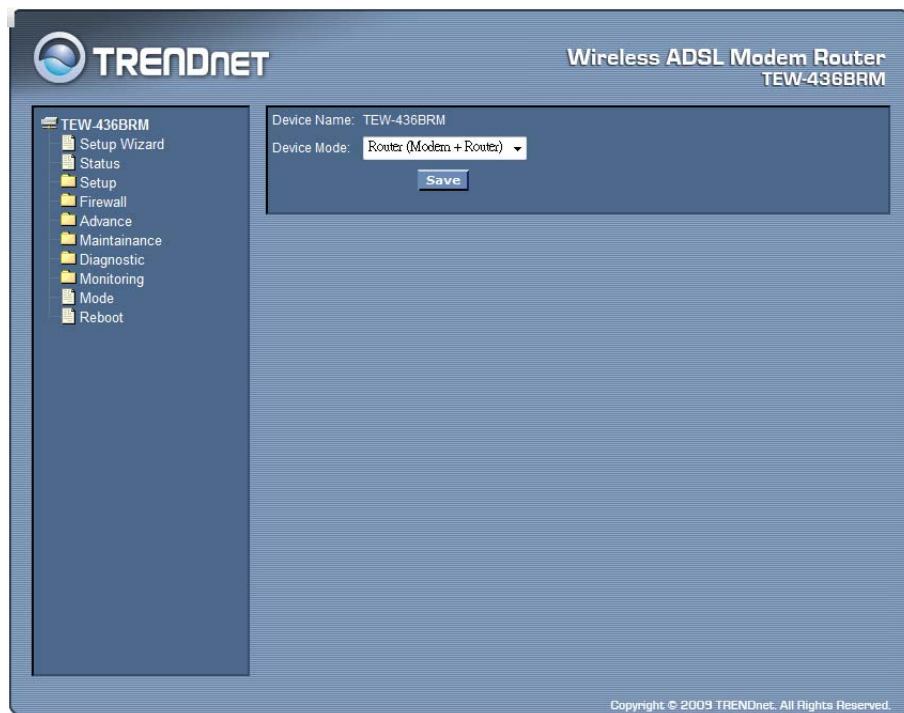 TRENDNET
Wireless ADSL Modem Router
TEW-436BRM
TEW-436BRM
Setup Wizard
Status
Setup
Firewall
Advance
Maintainance
Diagnostic
Monitoring
Mode
Reboot
Device Name: TEW-436BRM
Device Mode: Router (Modem + Router)
Save
Copyright © 2009 TRENDnet. All Rights Reserved.